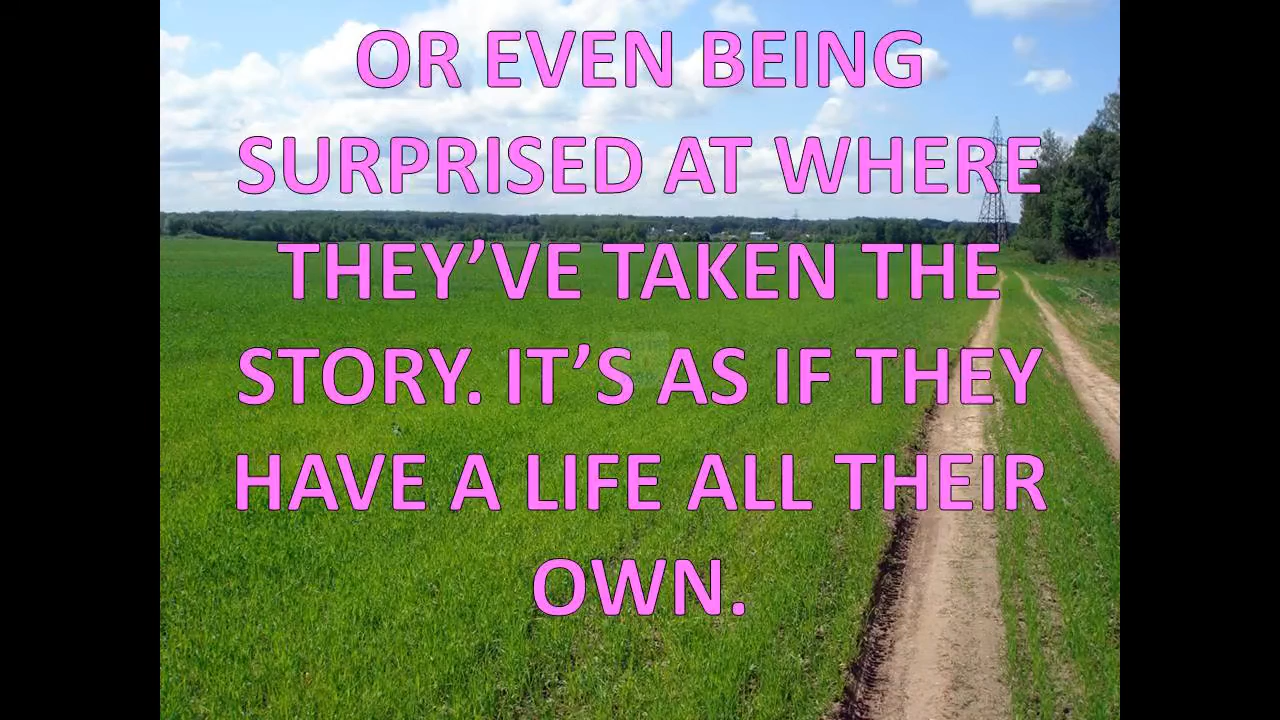 OR EVEN BEING
SURPRISED AT WHERE
THEY’VE TAKEN THE
STORY. IT’S AS IF THEY
HAVE A LIFE ALL THEIR
OWN.